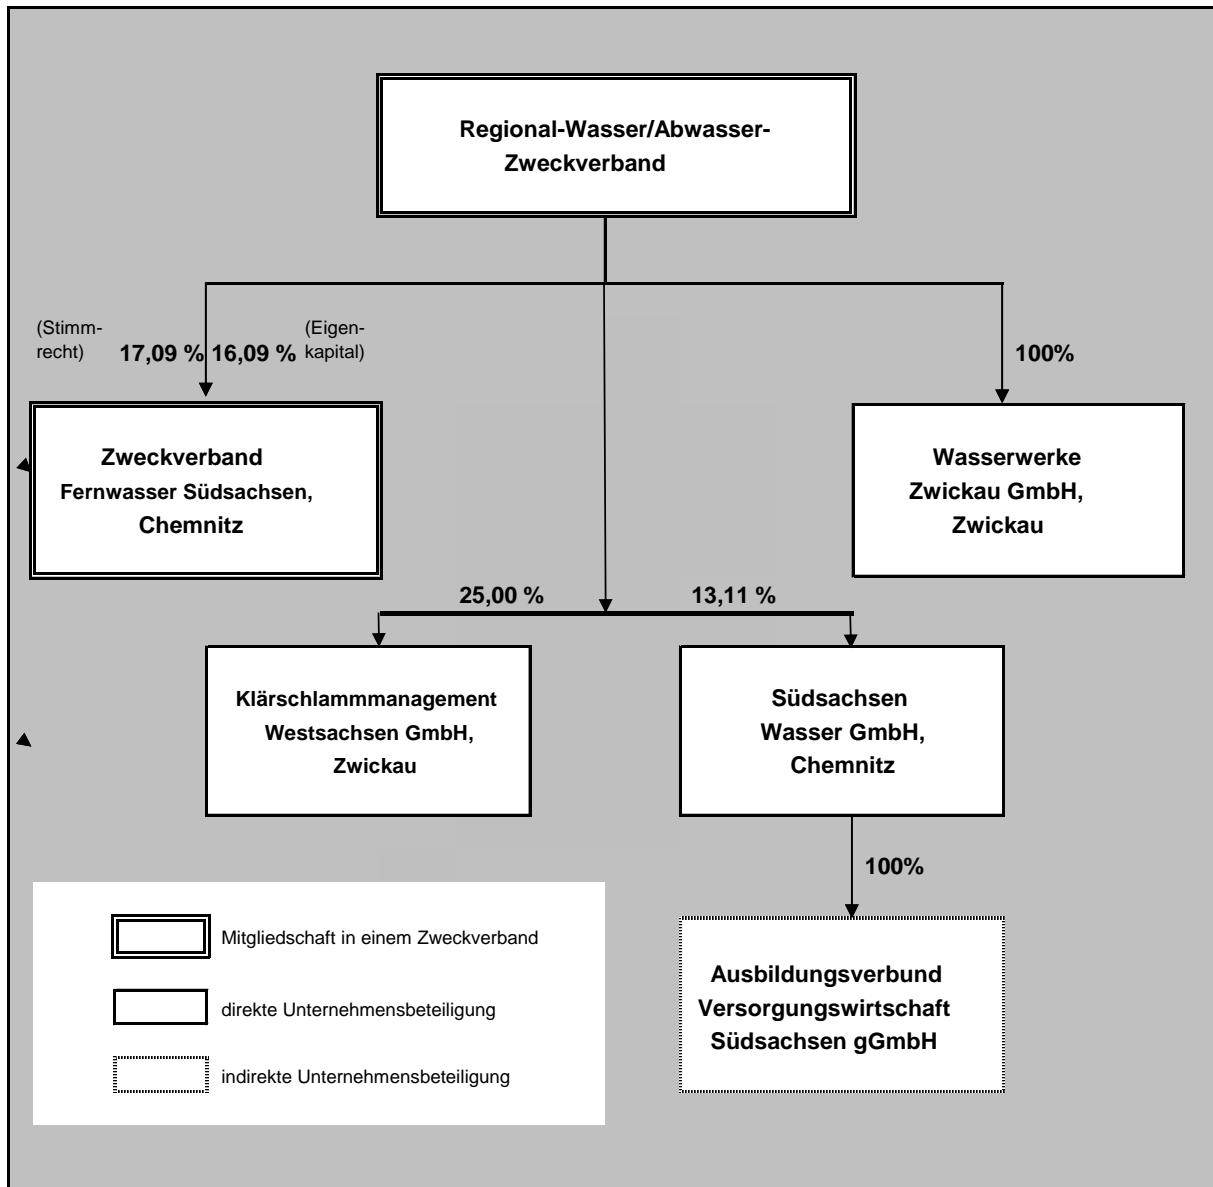 Regional-Wasser/Abwasser-
Zweckverband
(Stimm-
recht)
17,09 % 16,09 %
(Eigen-
kapital)
100%
Zweckverband
Fernwasser Südsachsen,
Chemnitz
Wasserwerke
Zwickau GmbH,
Zwickau
25,00 %
13,11 %
Klärschlammmanagement
Westsachsen GmbH,
Zwickau
Südsachsen
Wasser GmbH,
Chemnitz
100%
Ausbildungsverbund
Versorgungswirtschaft
Südsachsen gGmbH
Mitgliedschaft in einem Zweckverband
direkte Unternehmensbeteiligung
indirekte Unternehmensbeteiligung